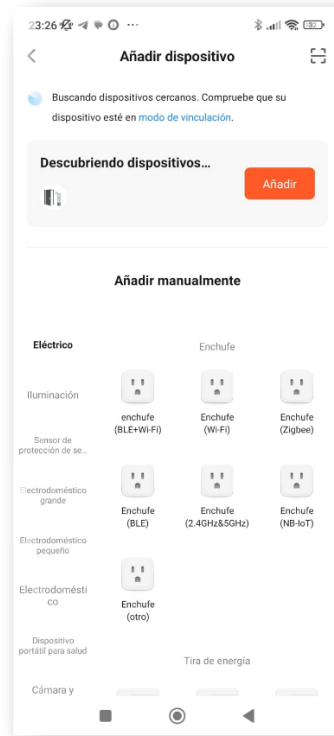 23:26
Añadir dispositivo
Buscando dispositivos cercanos. Compruebe que su
dispositivo esté en modo de vinculación.
Descubriendo dispositivos...
Añadir
Añadir manualmente
Eléctrico
Enchufe
Iluminación
enchufe
(BLE+Wi-Fi)
Enchufe
(Wi-Fi)
Enchufe
(Zigbee)
Sensor de
protección de se...
Electrodoméstico
grande
Enchufe
(BLE)
Enchufe
(2.4GHz&5GHz)
Enchufe
(NB-IoT)
Electrodoméstico
pequeño
Electrodomésti
co
Enchufe
(otro)
Dispositivo
portátil para salud
Tira de energía
Cámara y